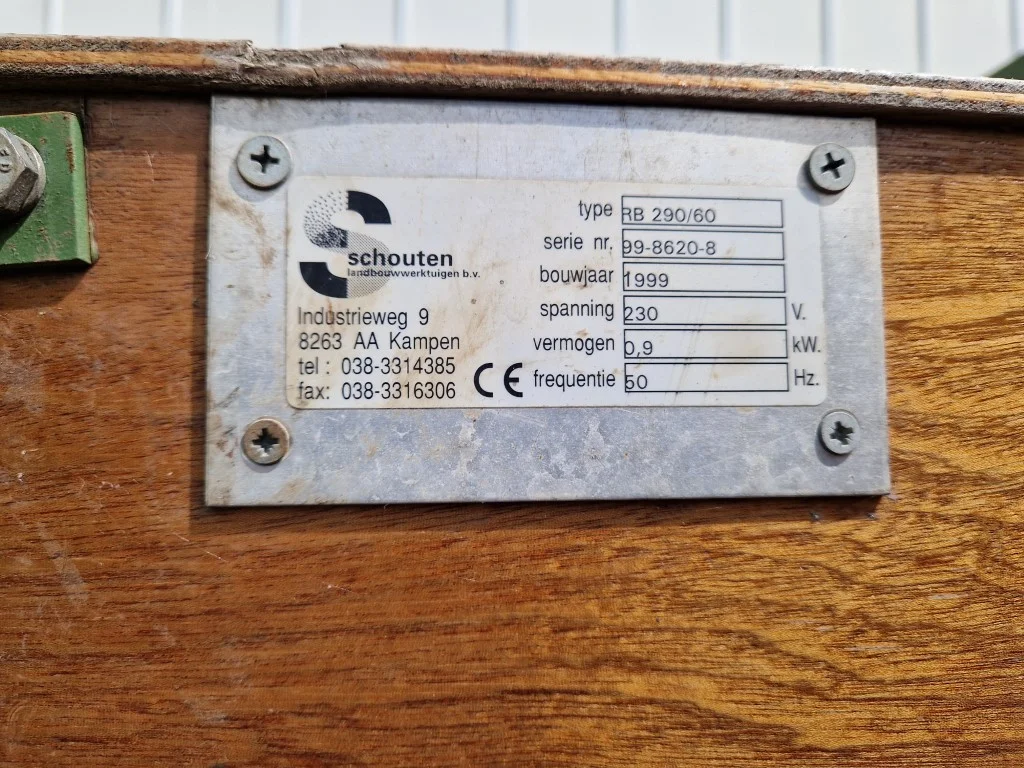 schouten
landbouwwerktuigen b.v.
Industrieweg 9
8263 AA Kampen
tel : 038-3314385
fax: 038-3316306
CE
type RB 290/60
serie nr. 99-8620-8
bouwjaar 1999
spanning 230 V.
vermogen 0,9 kW.
frequentie 50 Hz.